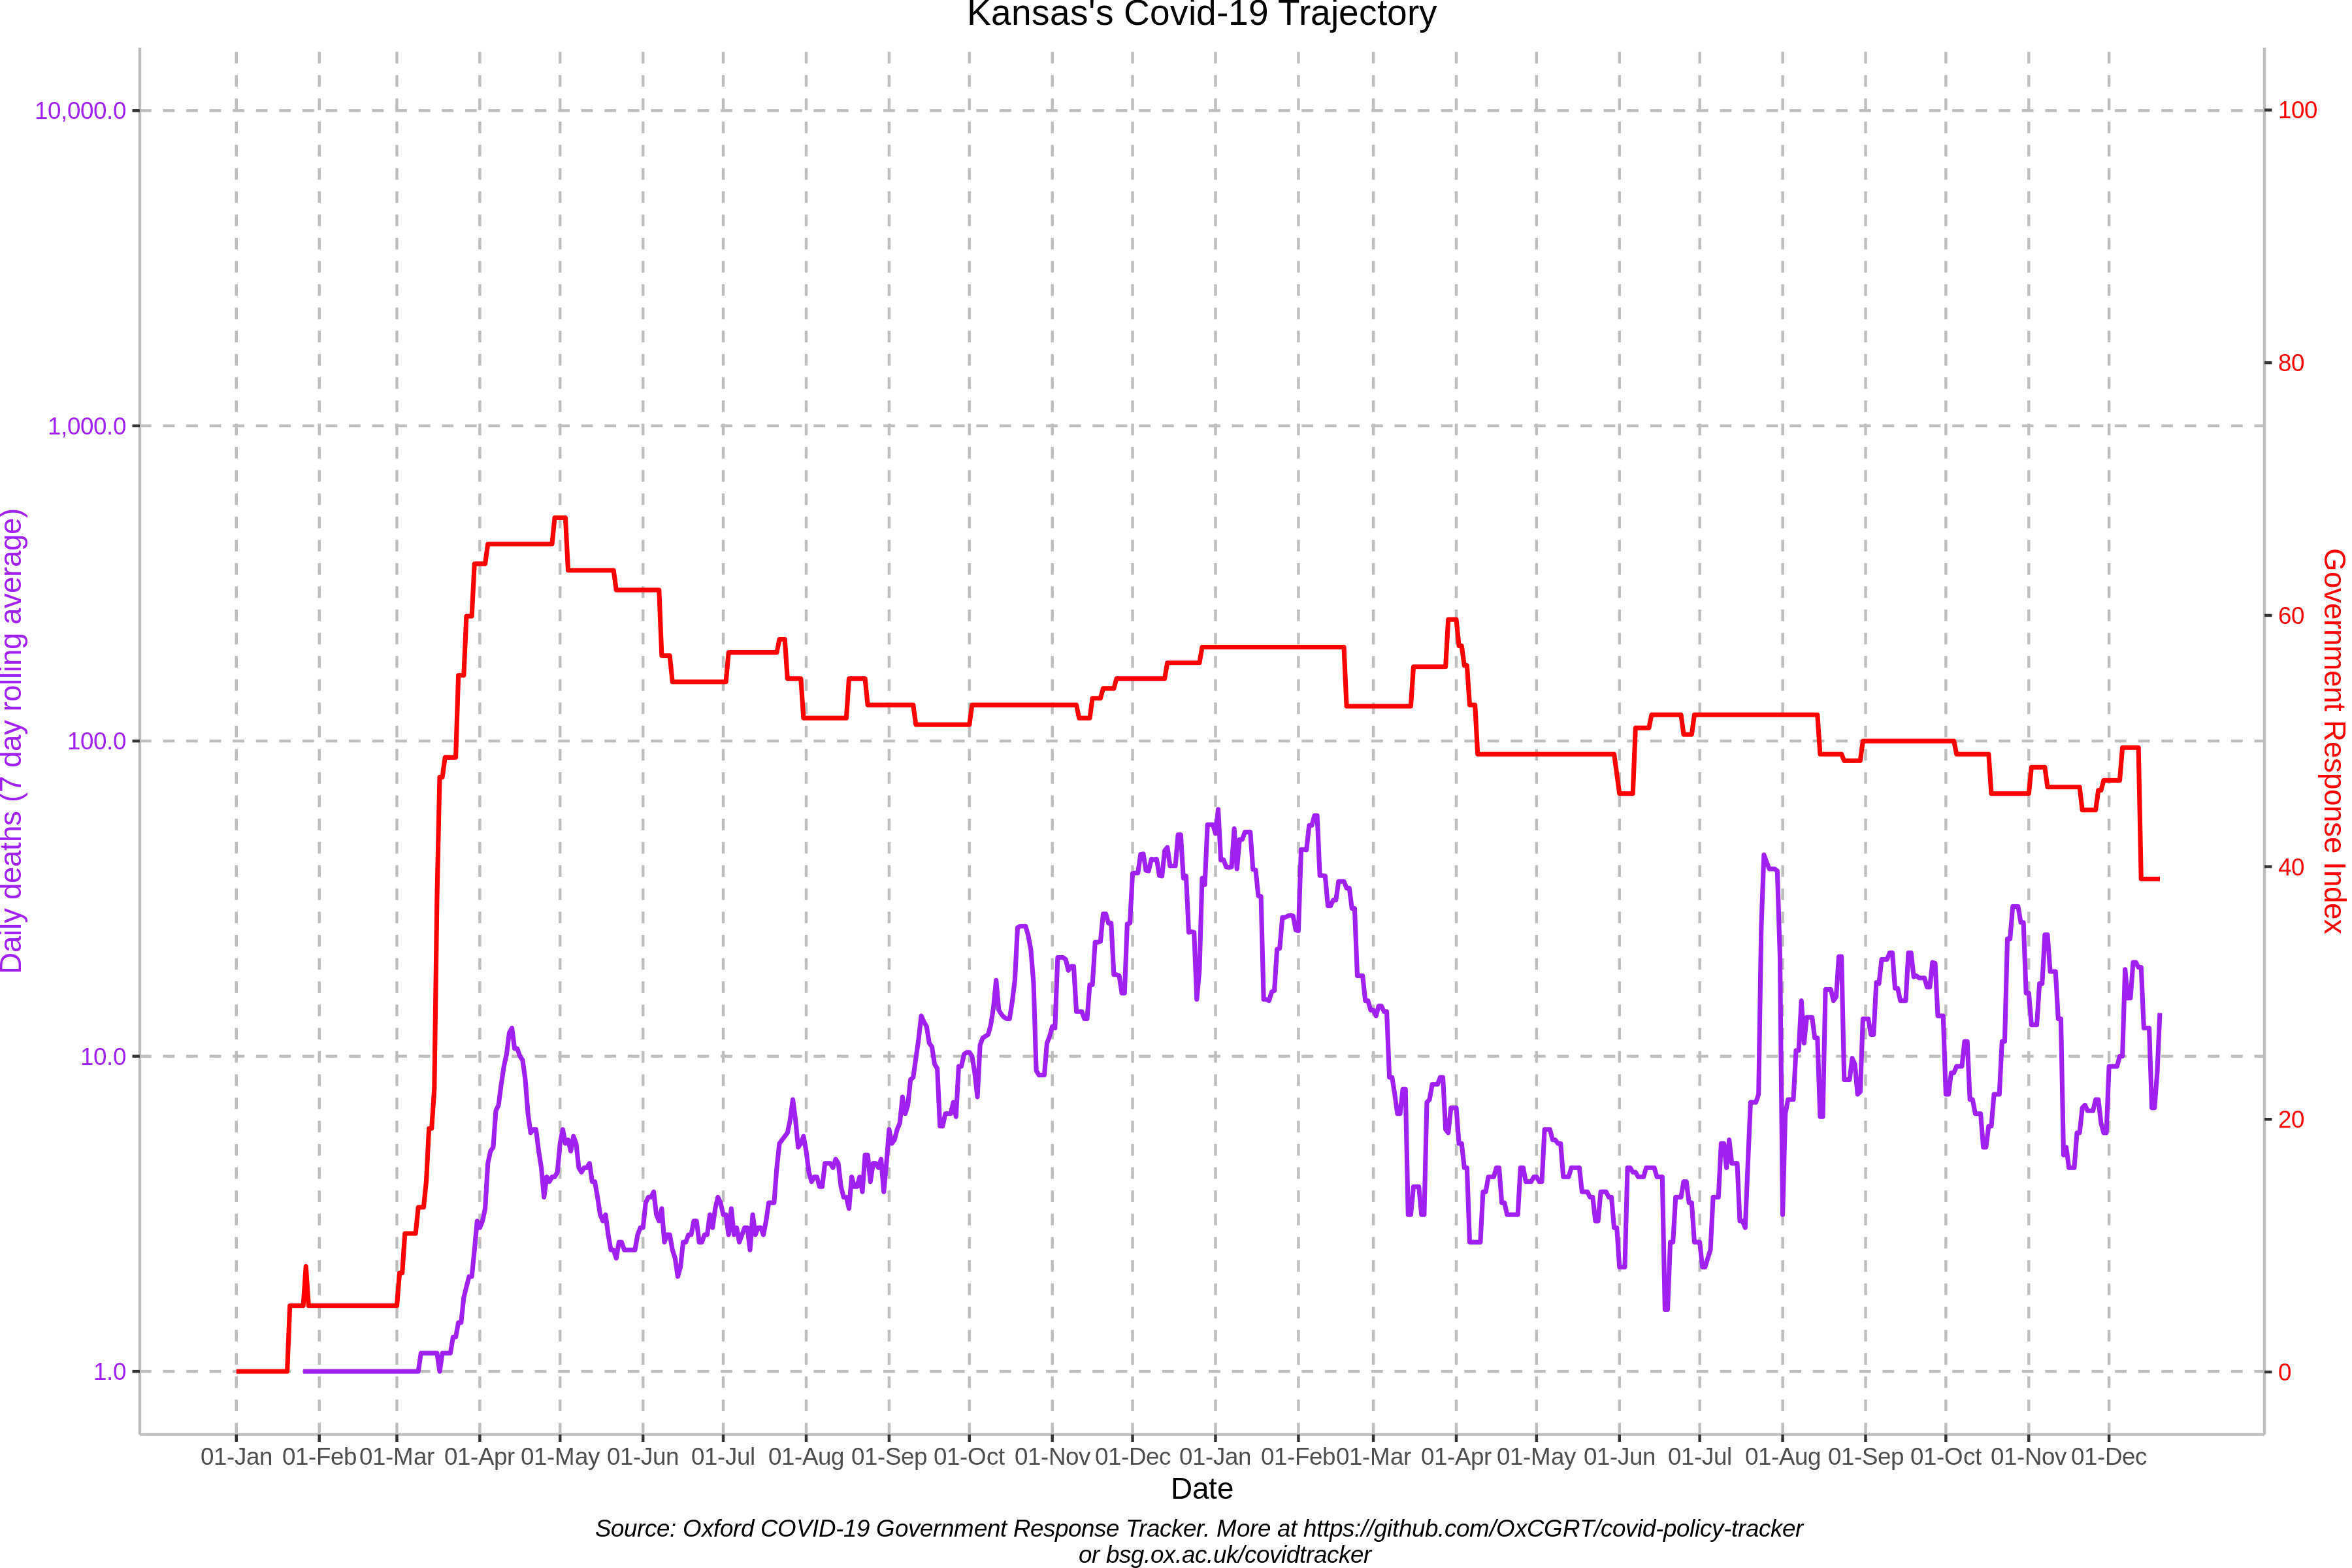 Kansas's Covid-19 Trajectory
10,000.0
1,000.0
100.0
10.0
1.0
Daily deaths (7 day rolling average)
100
80
60
40
20
0
Government Response Index
01-Jan 01-Feb 01-Mar 01-Apr 01-May 01-Jun 01-Jul 01-Aug 01-Sep 01-Oct 01-Nov 01-Dec 01-Jan 01-Feb 01-Mar 01-Apr 01-May 01-Jun 01-Jul 01-Aug 01-Sep 01-Oct 01-Nov 01-Dec
Date
Source: Oxford COVID-19 Government Response Tracker. More at https://github.com/OxCGRT/covid-policy-tracker
or bsg.ox.ac.uk/covidtracker